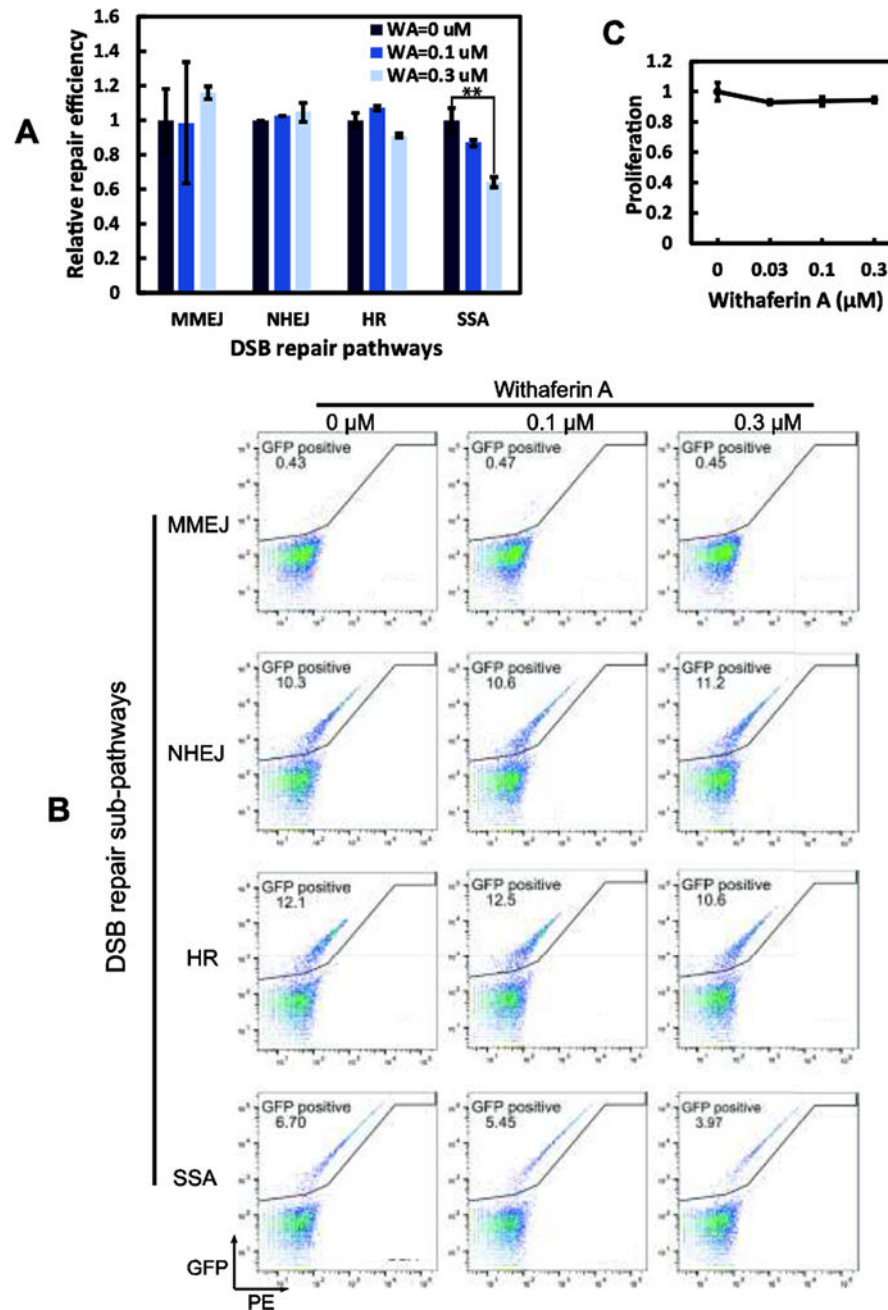 A
Relative repair efficiency
1.6
1.4
1.2
1
0.8
0.6
0.4
0.2
0
WA=0 uM
WA=0.1 uM
WA=0.3 uM
**
MMEJ NHEJ HR SSA
DSB repair pathways
C
Proliferation
1.2
1
0.8
0.6
0.4
0.2
0
0 0.03 0.1 0.3
Withaferin A (μM)
B
Withaferin A
0 μM 0.1 μM 0.3 μM
DSB repair sub-pathways
MMEJ
GFP positive
0.43
GFP positive
0.47
GFP positive
0.45
NHEJ
GFP positive
10.3
GFP positive
10.6
GFP positive
11.2
HR
GFP positive
12.1
GFP positive
12.5
GFP positive
10.6
SSA
GFP positive
6.70
GFP positive
5.45
GFP positive
3.97
GFP
PE